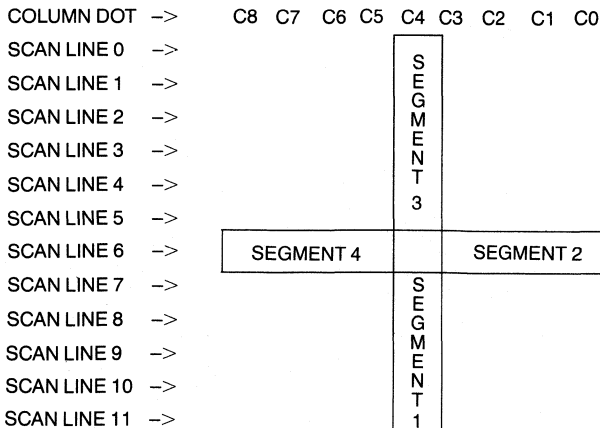 COLUMN DOT -> C8 C7 C6 C5 C4 C3 C2 C1 C0
SCAN LINE 0 ->
SCAN LINE 1 ->
SCAN LINE 2 ->
SCAN LINE 3 ->
SCAN LINE 4 ->
SCAN LINE 5 ->
SEGMENT 3
SCAN LINE 6 -> SEGMENT 4 SEGMENT 2
SCAN LINE 7 ->
SCAN LINE 8 ->
SCAN LINE 9 ->
SCAN LINE 10 ->
SCAN LINE 11 ->
SEGMENT 1